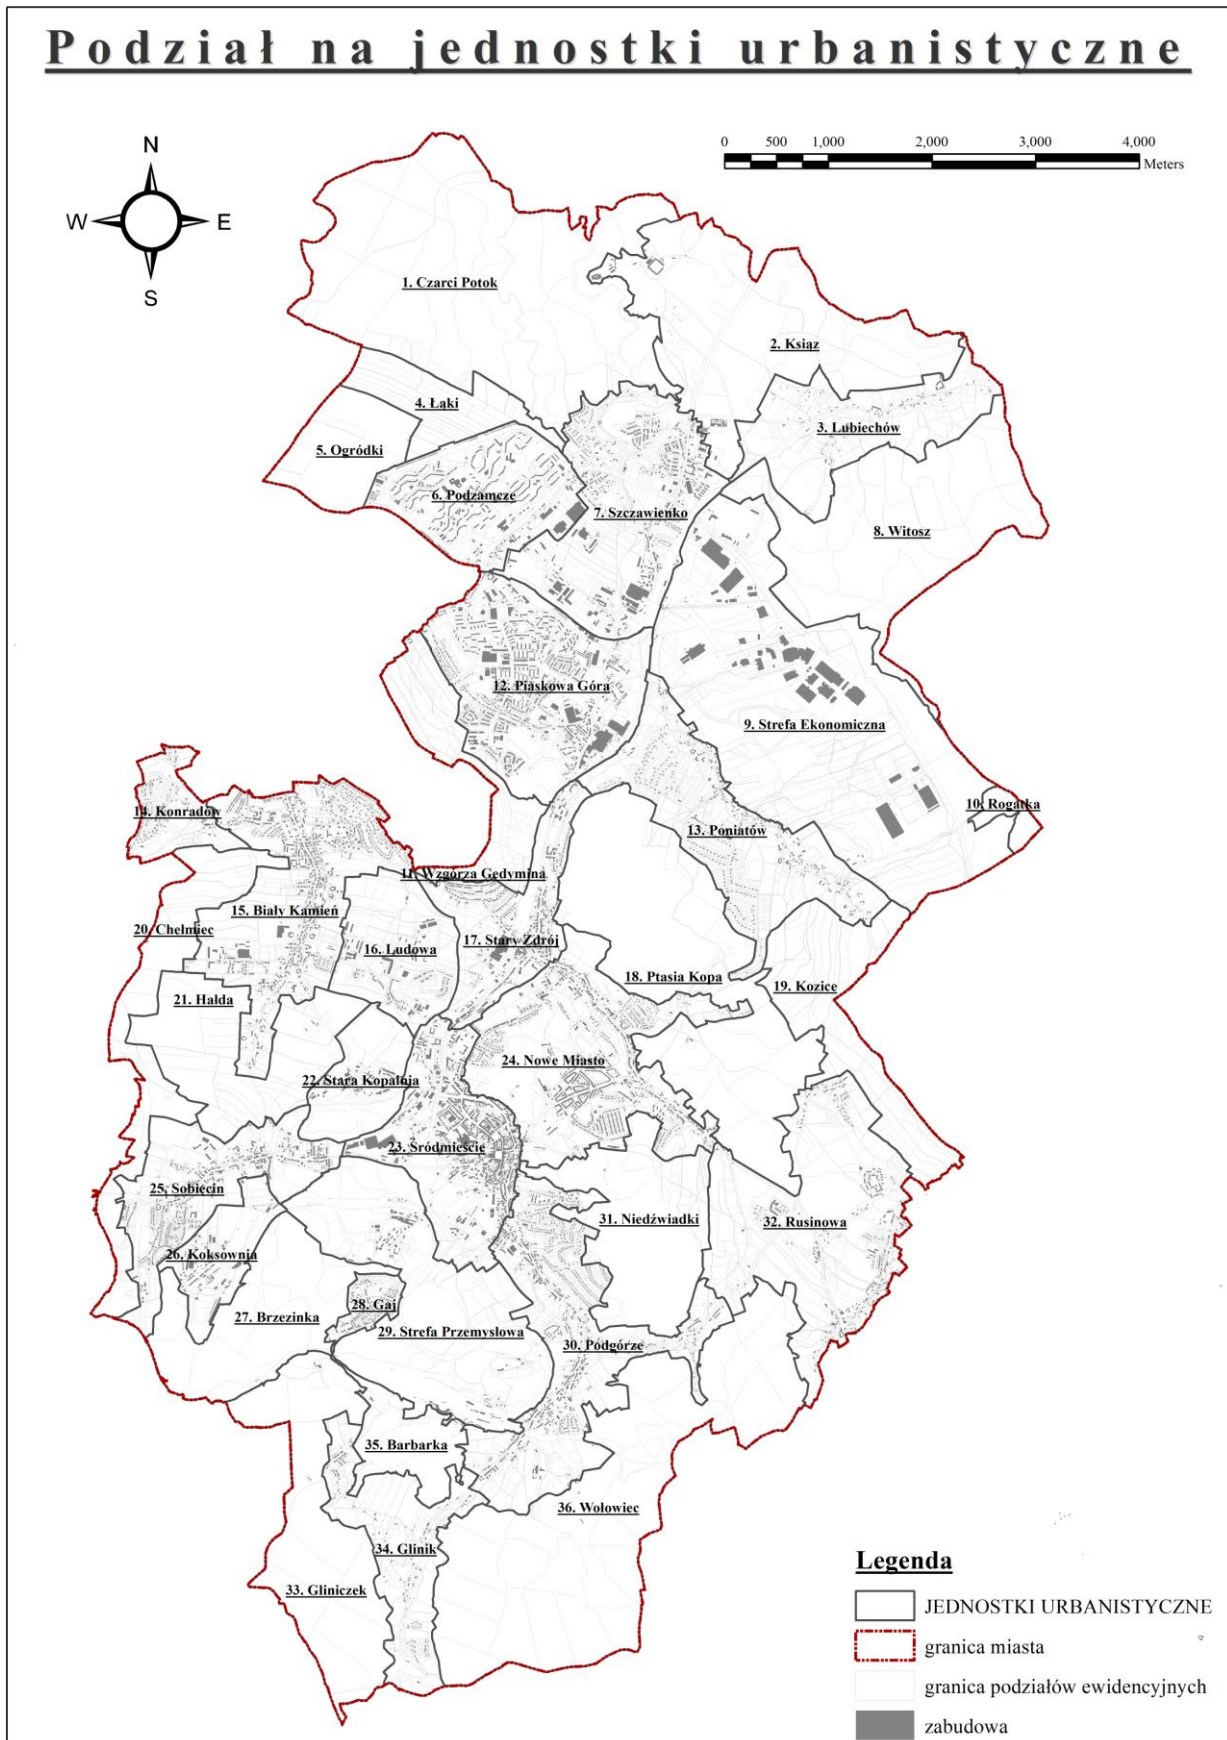 Podział na jednostki urbanistyczne
N
W E
S
0 500 1,000 2,000 3,000 4,000
Meters
1. Czarci Potok
2. Książ
3. Lubiechów
4. Łąki
5. Ogródki
6. Podzamcze
7. Szczawienko
8. Witosz
9. Strefa Ekonomiczna
10. Rogatka
11. Wzgórza Gedymina
12. Piaskowa Góra
13. Poniatów
14. Konradów
15. Biały Kamień
16. Ludowa
17. Stary Zdrój
18. Ptasia Kopa
19. Kozice
20. Chełmiec
21. Hałda
22. Stara Kopalnia
23. Śródmieście
24. Nowe Miasto
25. Sobięcin
26. Koksownia
27. Brzezinka
28. Gaj
29. Strefa Przemysłowa
30. Podgórze
31. Niedźwiadki
32. Rusinowa
33. Gliniczek
34. Glinik
35. Barbarka
36. Wołowiec
Legenda
JEDNOSTKI URBANISTYCZNE
granica miasta
granica podziałów ewidencyjnych
zabudowa